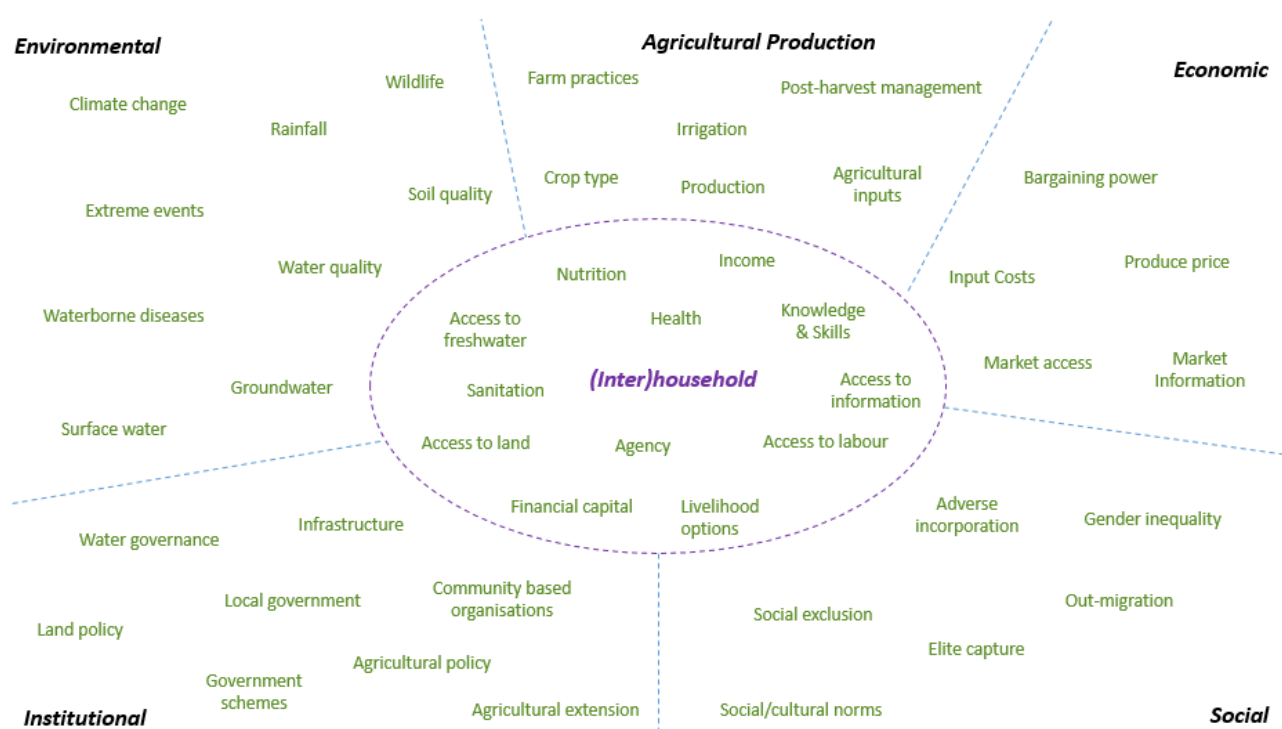 Environmental
Agricultural Production
Economic
Wildlife
Climate change
Rainfall
Soil quality
Extreme events
Water quality
Waterborne diseases
Groundwater
Surface water
Farm practices
Post-harvest management
Irrigation
Crop type
Production
Agricultural
inputs
Bargaining power
Produce price
Input Costs
Market access
Market
Information
Nutrition
Income
Access to
freshwater
Health
Knowledge
& Skills
(Inter)household
Sanitation
Access to
information
Access to land
Agency
Access to labour
Financial capital
Livelihood
options
Water governance
Infrastructure
Local government
Community based
organisations
Land policy
Agricultural policy
Government
schemes
Agricultural extension
Institutional
Adverse
incorporation
Gender inequality
Social exclusion
Out-migration
Elite capture
Social/cultural norms
Social